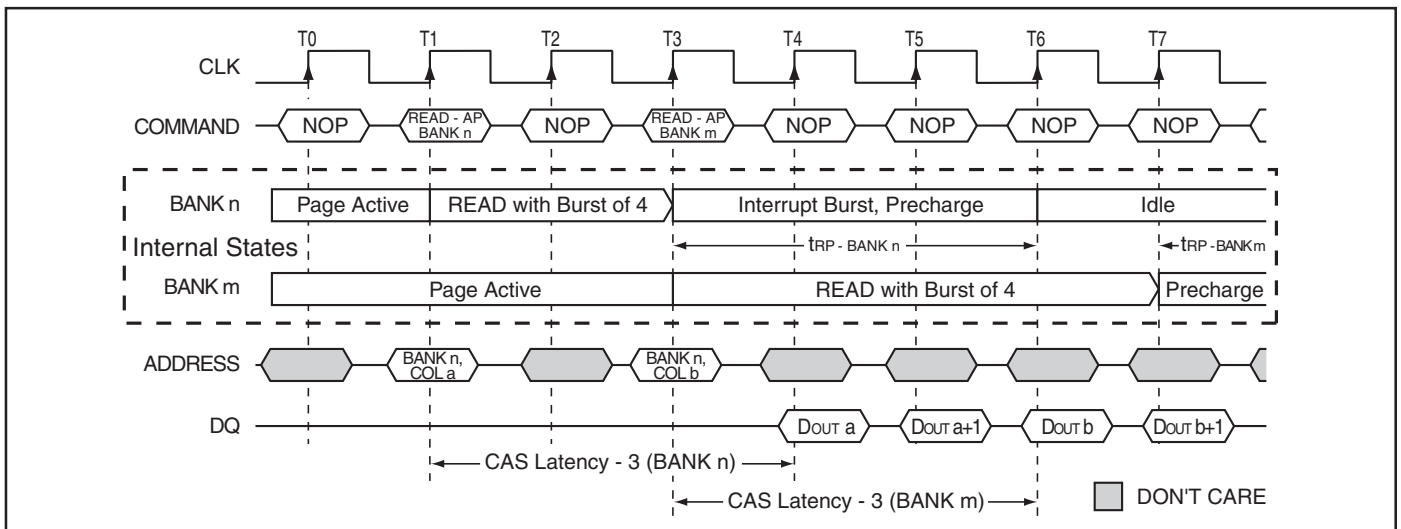 T0 T1 T2 T3 T4 T5 T6 T7
CLK
COMMAND NOP READ - AP BANK n NOP READ - AP BANK m NOP NOP NOP NOP
BANK n Page Active READ with Burst of 4 Interrupt Burst, Precharge Idle
Internal States tRP - BANK n tRP - BANK m
BANK m Page Active READ with Burst of 4 Precharge
ADDRESS BANK n, COL a BANK n, COL b
DQ DOUT a DOUT a+1 DOUT b DOUT b+1
CAS Latency - 3 (BANK n)
CAS Latency - 3 (BANK m) DON'T CARE